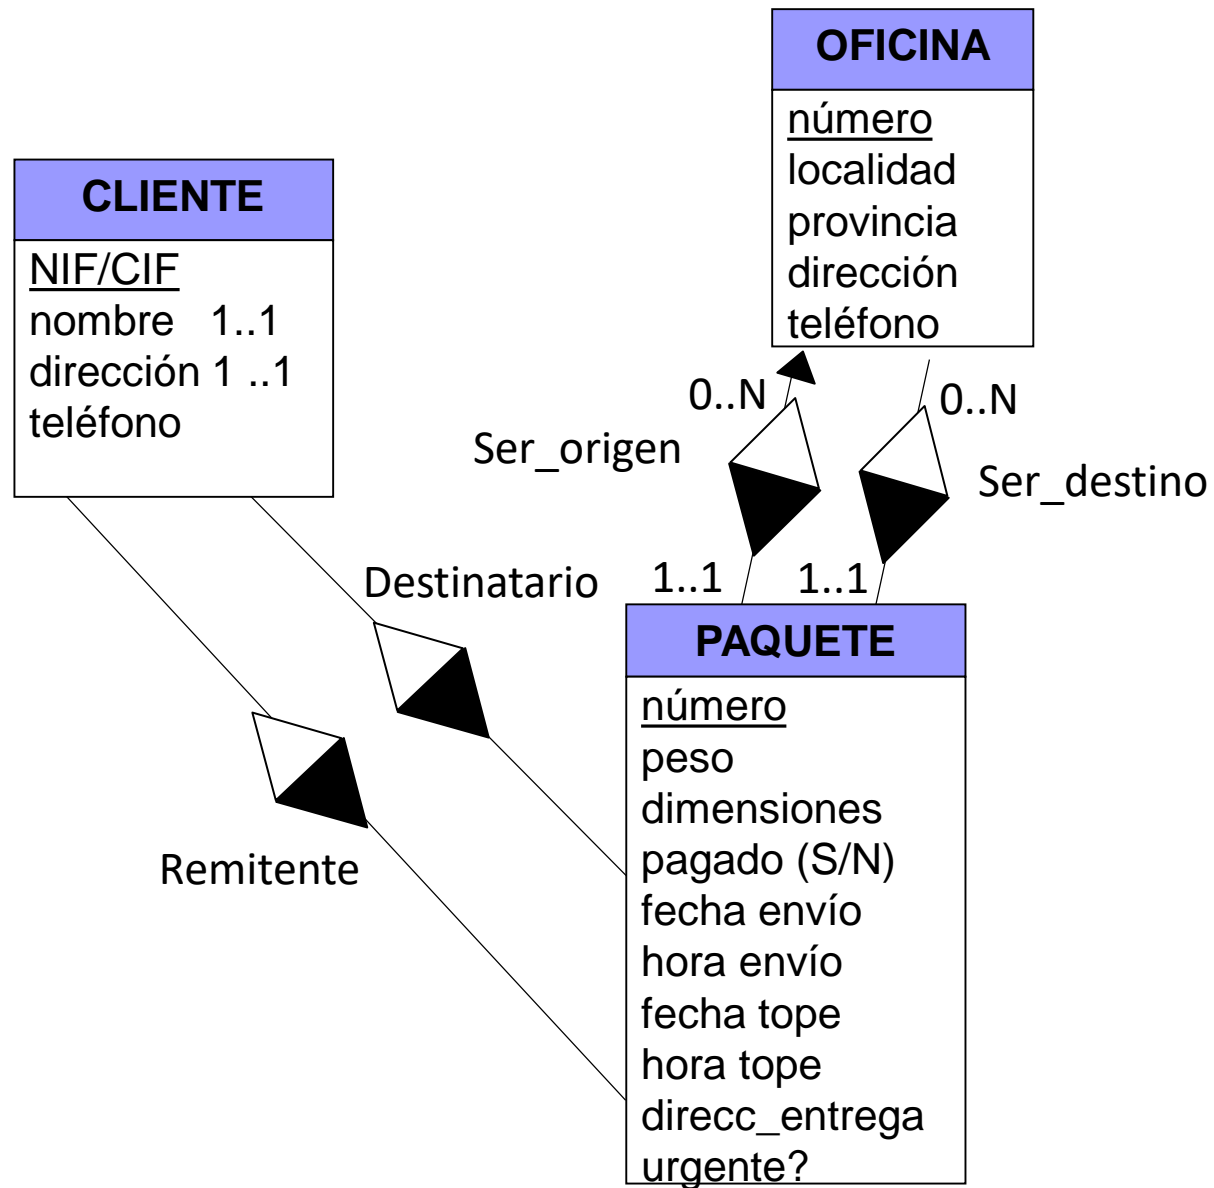 OFICINA
número
localidad
provincia
dirección
teléfono
CLIENTE
NIF/CIF
nombre 1..1
dirección 1 ..1
teléfono
0..N
0..N
Ser_origen
Ser_destino
1..1
1..1
Destinatario
Remitente
PAQUETE
número
peso
dimensiones
pagado (S/N)
fecha envío
hora envío
fecha tope
hora tope
direcc_entrega
urgente?